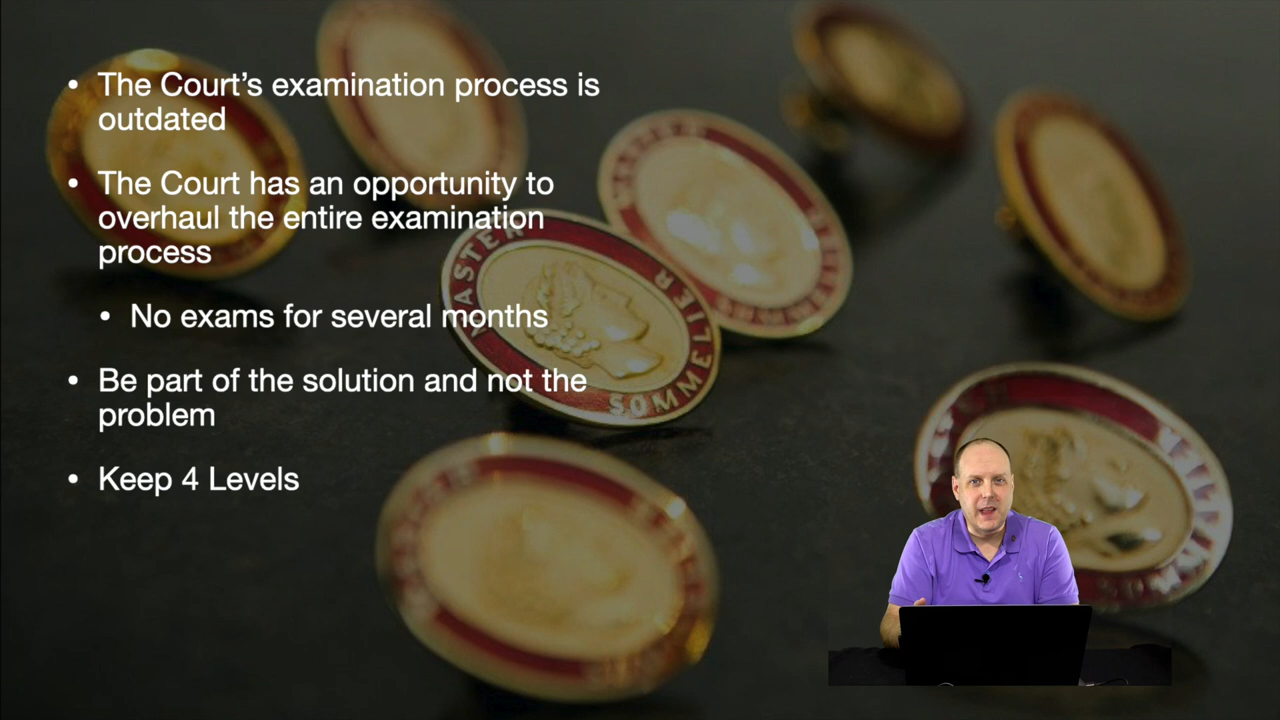 • The Court’s examination process is
outdated
• The Court has an opportunity to
overhaul the entire examination
process
• No exams for several months
• Be part of the solution and not the
problem
• Keep 4 Levels
MASTER
SOMMELIER